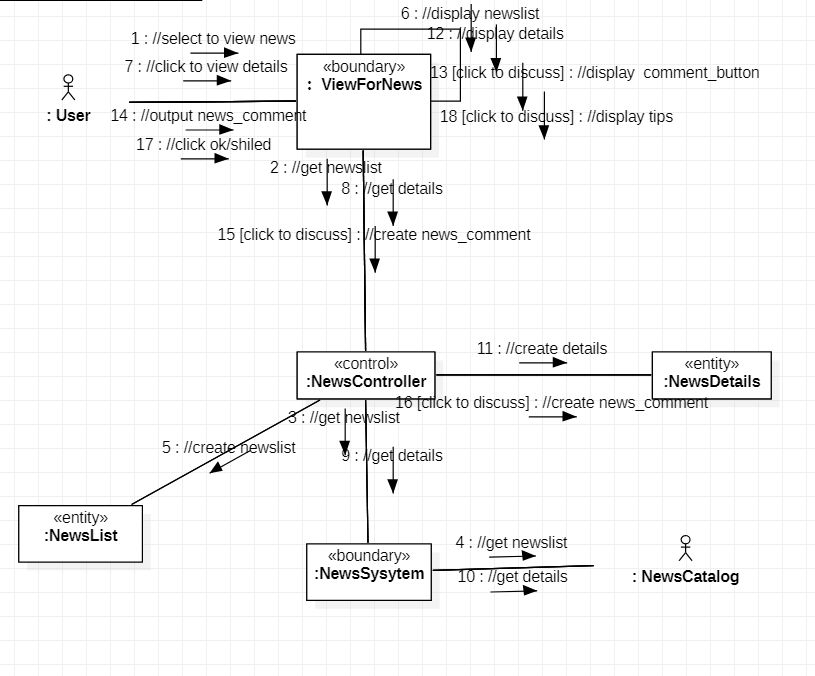 6 : //display newslist
12 : //display details
1 : //select to view news
7 : //click to view details
«boundary»
: ViewForNews
13 [click to discuss] : //display comment_button
: User
14 : //output news_comment
18 [click to discuss] : //display tips
17 : //click ok/shiled
2 : //get newslist
8 : //get details
15 [click to discuss] : //create news_comment
«control»
:NewsController
11 : //create details
«entity»
:NewsDetails
16 [click to discuss] : //create news_comment
3 : //get newslist
5 : //create newslist
9 : //get details
«entity»
:NewsList
«boundary»
:NewsSysytem
4 : //get newslist
10 : //get details
: NewsCatalog